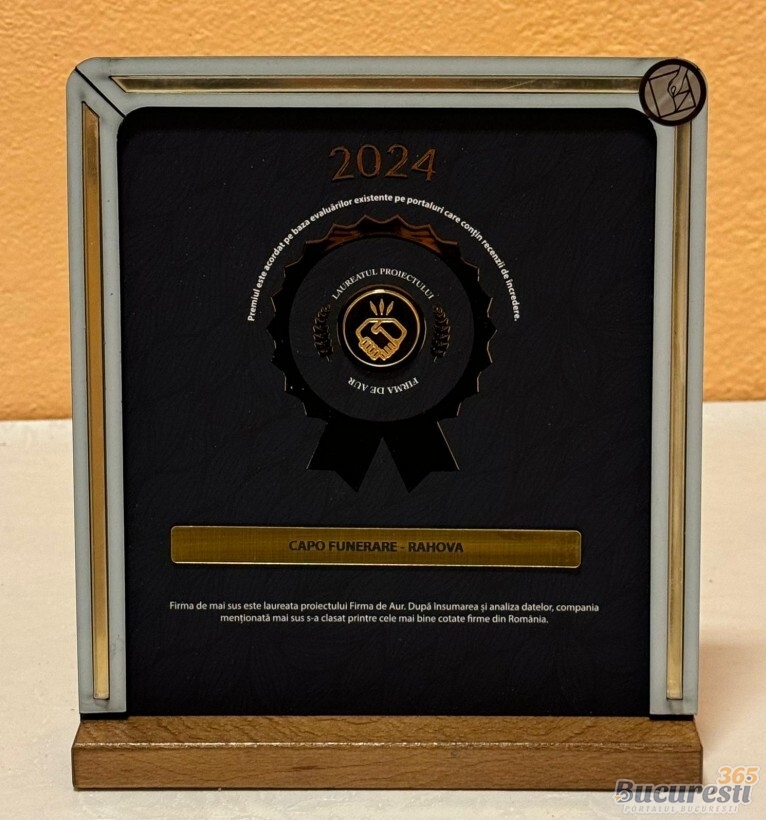 2024
Premiul este acordat pe baza evaluărilor existente pe portaluri care conțin recenzii de încredere.
LAUREATUL PROIECTULUI
FIRMA DE AUR
CAPO FUNERARE - RAHOVA
Firma de mai sus este laureata proiectului Firma de Aur. După însumarea și analiza datelor, compania
menționată mai sus s-a clasat printre cele mai bine cotate firme din România.
365
Bucuresti
PORTALUL BUCUREȘTI